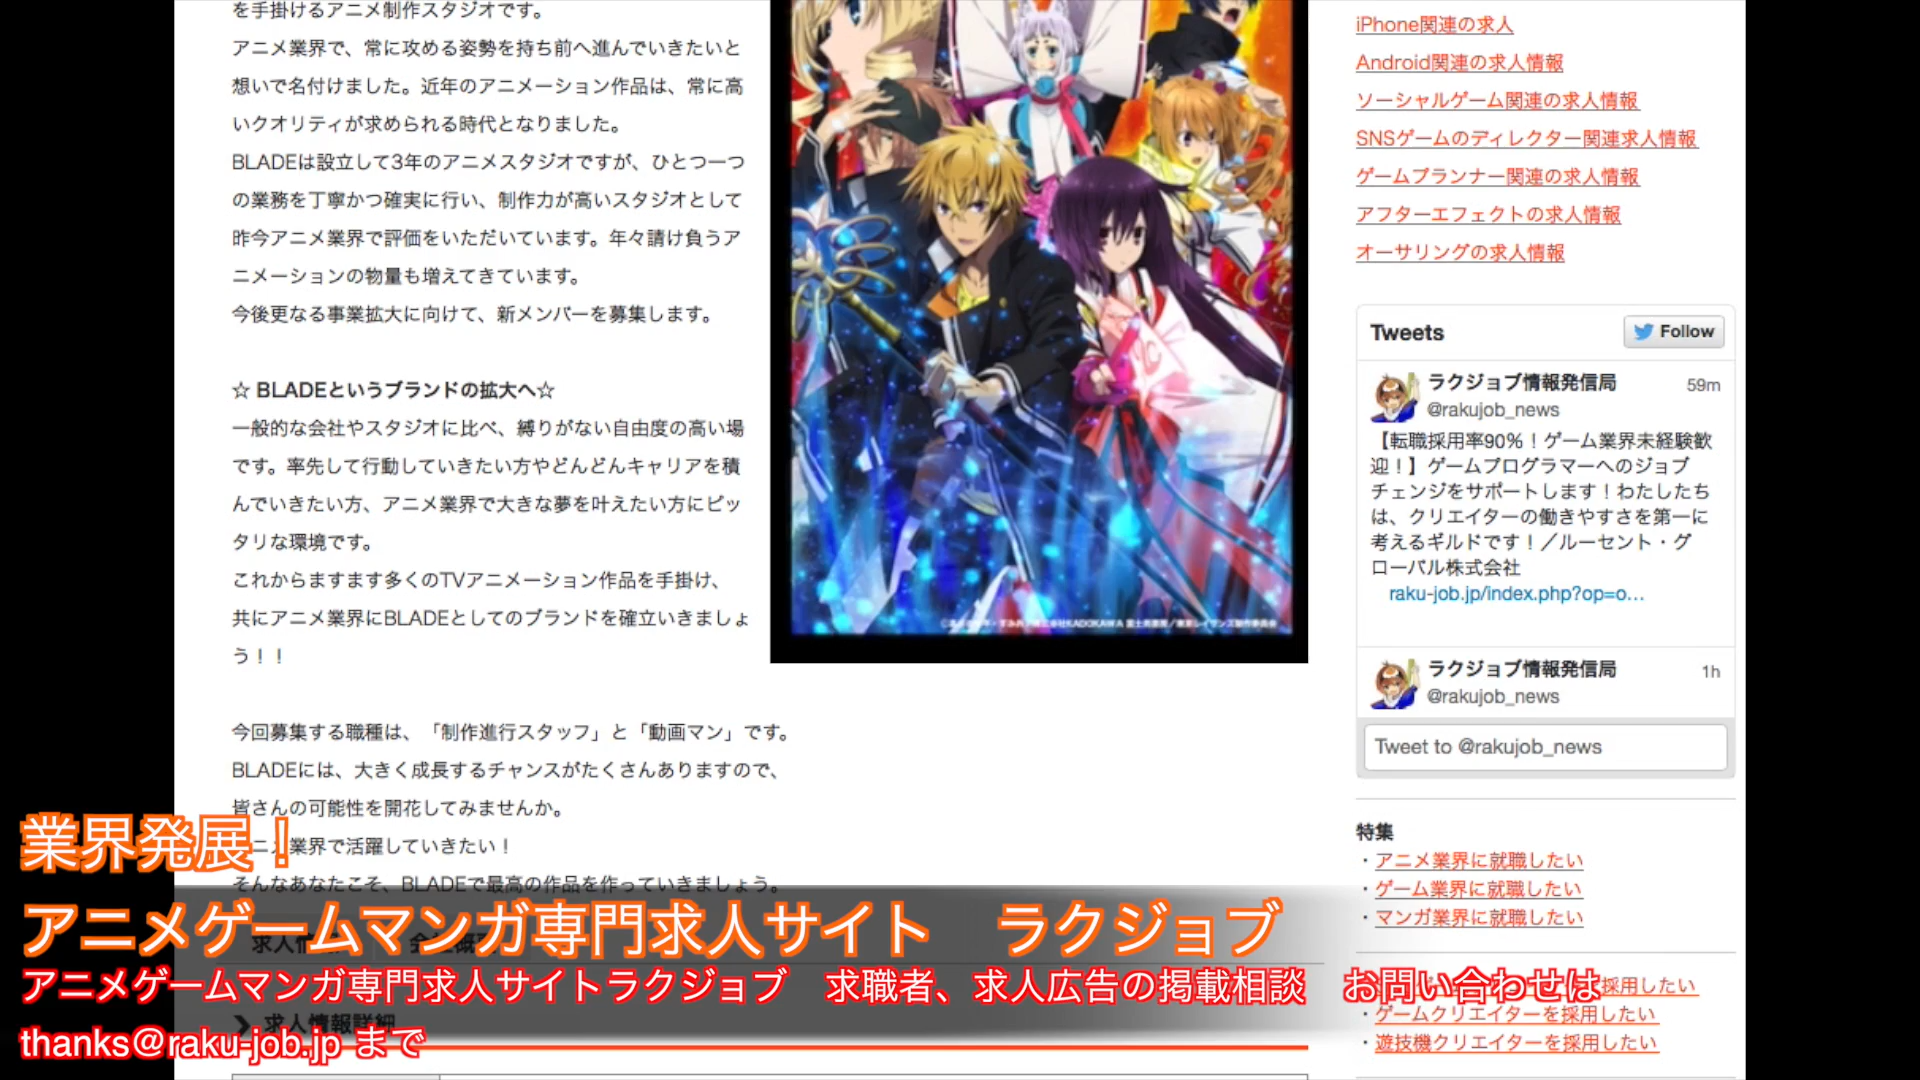 を手掛けるアニメ制作スタジオです。
アニメ業界で、常に攻める姿勢を持ち前へ進んでいきたいと
想いで名付けました。近年のアニメーション作品は、常に高
いクオリティが求められる時代となりました。
BLADEは設立して3年のアニメスタジオですが、ひとつ一つ
の業務を丁寧かつ確実に行い、制作力が高いスタジオとして
昨今アニメ業界で評価をいただいています。年々請け負うア
ニメーションの物量も増えてきています。
今後更なる事業拡大に向けて、新メンバーを募集します。
☆ BLADEというブランドの拡大へ☆
一般的な会社やスタジオに比べ、縛りがない自由度の高い場
です。率先して行動していきたい方やどんどんキャリアを積
んでいきたい方、アニメ業界で大きな夢を叶えたい方にピッ
タリな環境です。
これからますます多くのTVアニメーション作品を手掛け、
共にアニメ業界にBLADEとしてのブランドを確立いきましょ
う！！
今回募集する職種は、「制作進行スタッフ」と「動画マン」です。
BLADEには、大きく成長するチャンスがたくさんありますので、
皆さんの可能性を開花してみませんか。
ニメ業界で活躍していきたい！
そんなあなたこそ、BLADEで最高の作品を作っていきましょう。
求人情報詳細
iPhone関連の求人
Android関連の求人情報
ソーシャルゲーム関連の求人情報
SNSゲームのディレクター関連求人情報
ゲームプランナー関連の求人情報
アフターエフェクトの求人情報
オーサリングの求人情報
Tweets
Follow
ラクジョブ情報発信局 59m
@rakujob_news
【転職採用率90%！ゲーム業界未経験歓
迎！】ゲームプログラマーへのジョブ
チェンジをサポートします！わたしたち
は、クリエイターの働きやすさを第一に
考えるギルドです！／ルーセント・グ
ローバル株式会社
raku-job.jp/index.php?op=o...
ラクジョブ情報発信局 1h
@rakujob_news
Tweet to @rakujob_news
特集
・アニメ業界に就職したい
・ゲーム業界に就職したい
・マンガ業界に就職したい
採用したい
・ゲームクリエイターを採用したい
・遊技機クリエイターを採用したい
業界発展！
アニメゲームマンガ専門求人サイト　ラクジョブ
アニメゲームマンガ専門求人サイトラクジョブ　求職者、求人広告の掲載相談　お問い合わせは
thanks@raku-job.jp まで